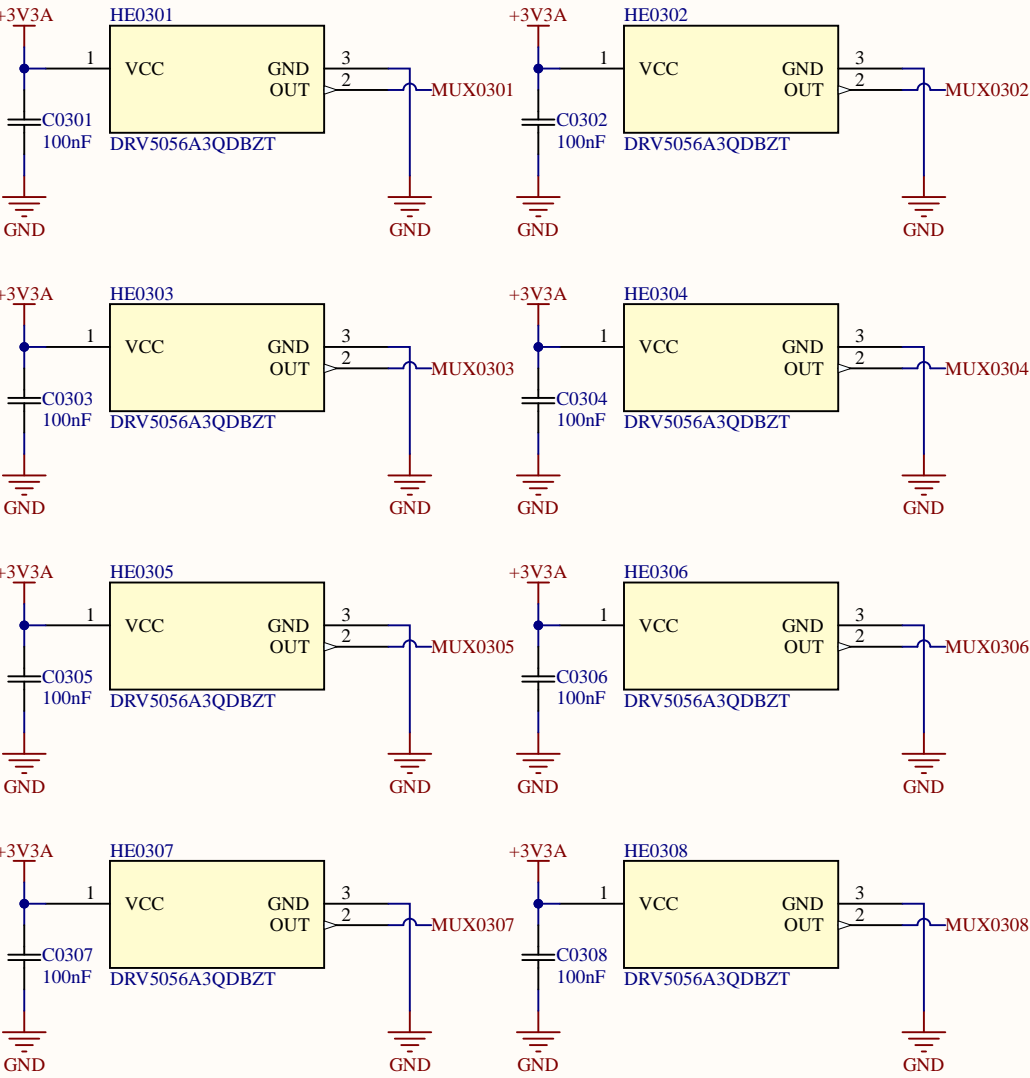 +3V3A HE0301 +3V3A HE0302
1 VCC GND 3 1 VCC GND 3
OUT 2 MUX0301 OUT 2 MUX0302
C0301 C0302
100nF DRV5056A3QDBZT 100nF DRV5056A3QDBZT
GND GND GND GND
+3V3A HE0303 +3V3A HE0304
1 VCC GND 3 1 VCC GND 3
OUT 2 MUX0303 OUT 2 MUX0304
C0303 C0304
100nF DRV5056A3QDBZT 100nF DRV5056A3QDBZT
GND GND GND GND
+3V3A HE0305 +3V3A HE0306
1 VCC GND 3 1 VCC GND 3
OUT 2 MUX0305 OUT 2 MUX0306
C0305 C0306
100nF DRV5056A3QDBZT 100nF DRV5056A3QDBZT
GND GND GND GND
+3V3A HE0307 +3V3A HE0308
1 VCC GND 3 1 VCC GND 3
OUT 2 MUX0307 OUT 2 MUX0308
C0307 C0308
100nF DRV5056A3QDBZT 100nF DRV5056A3QDBZT
GND GND GND GND